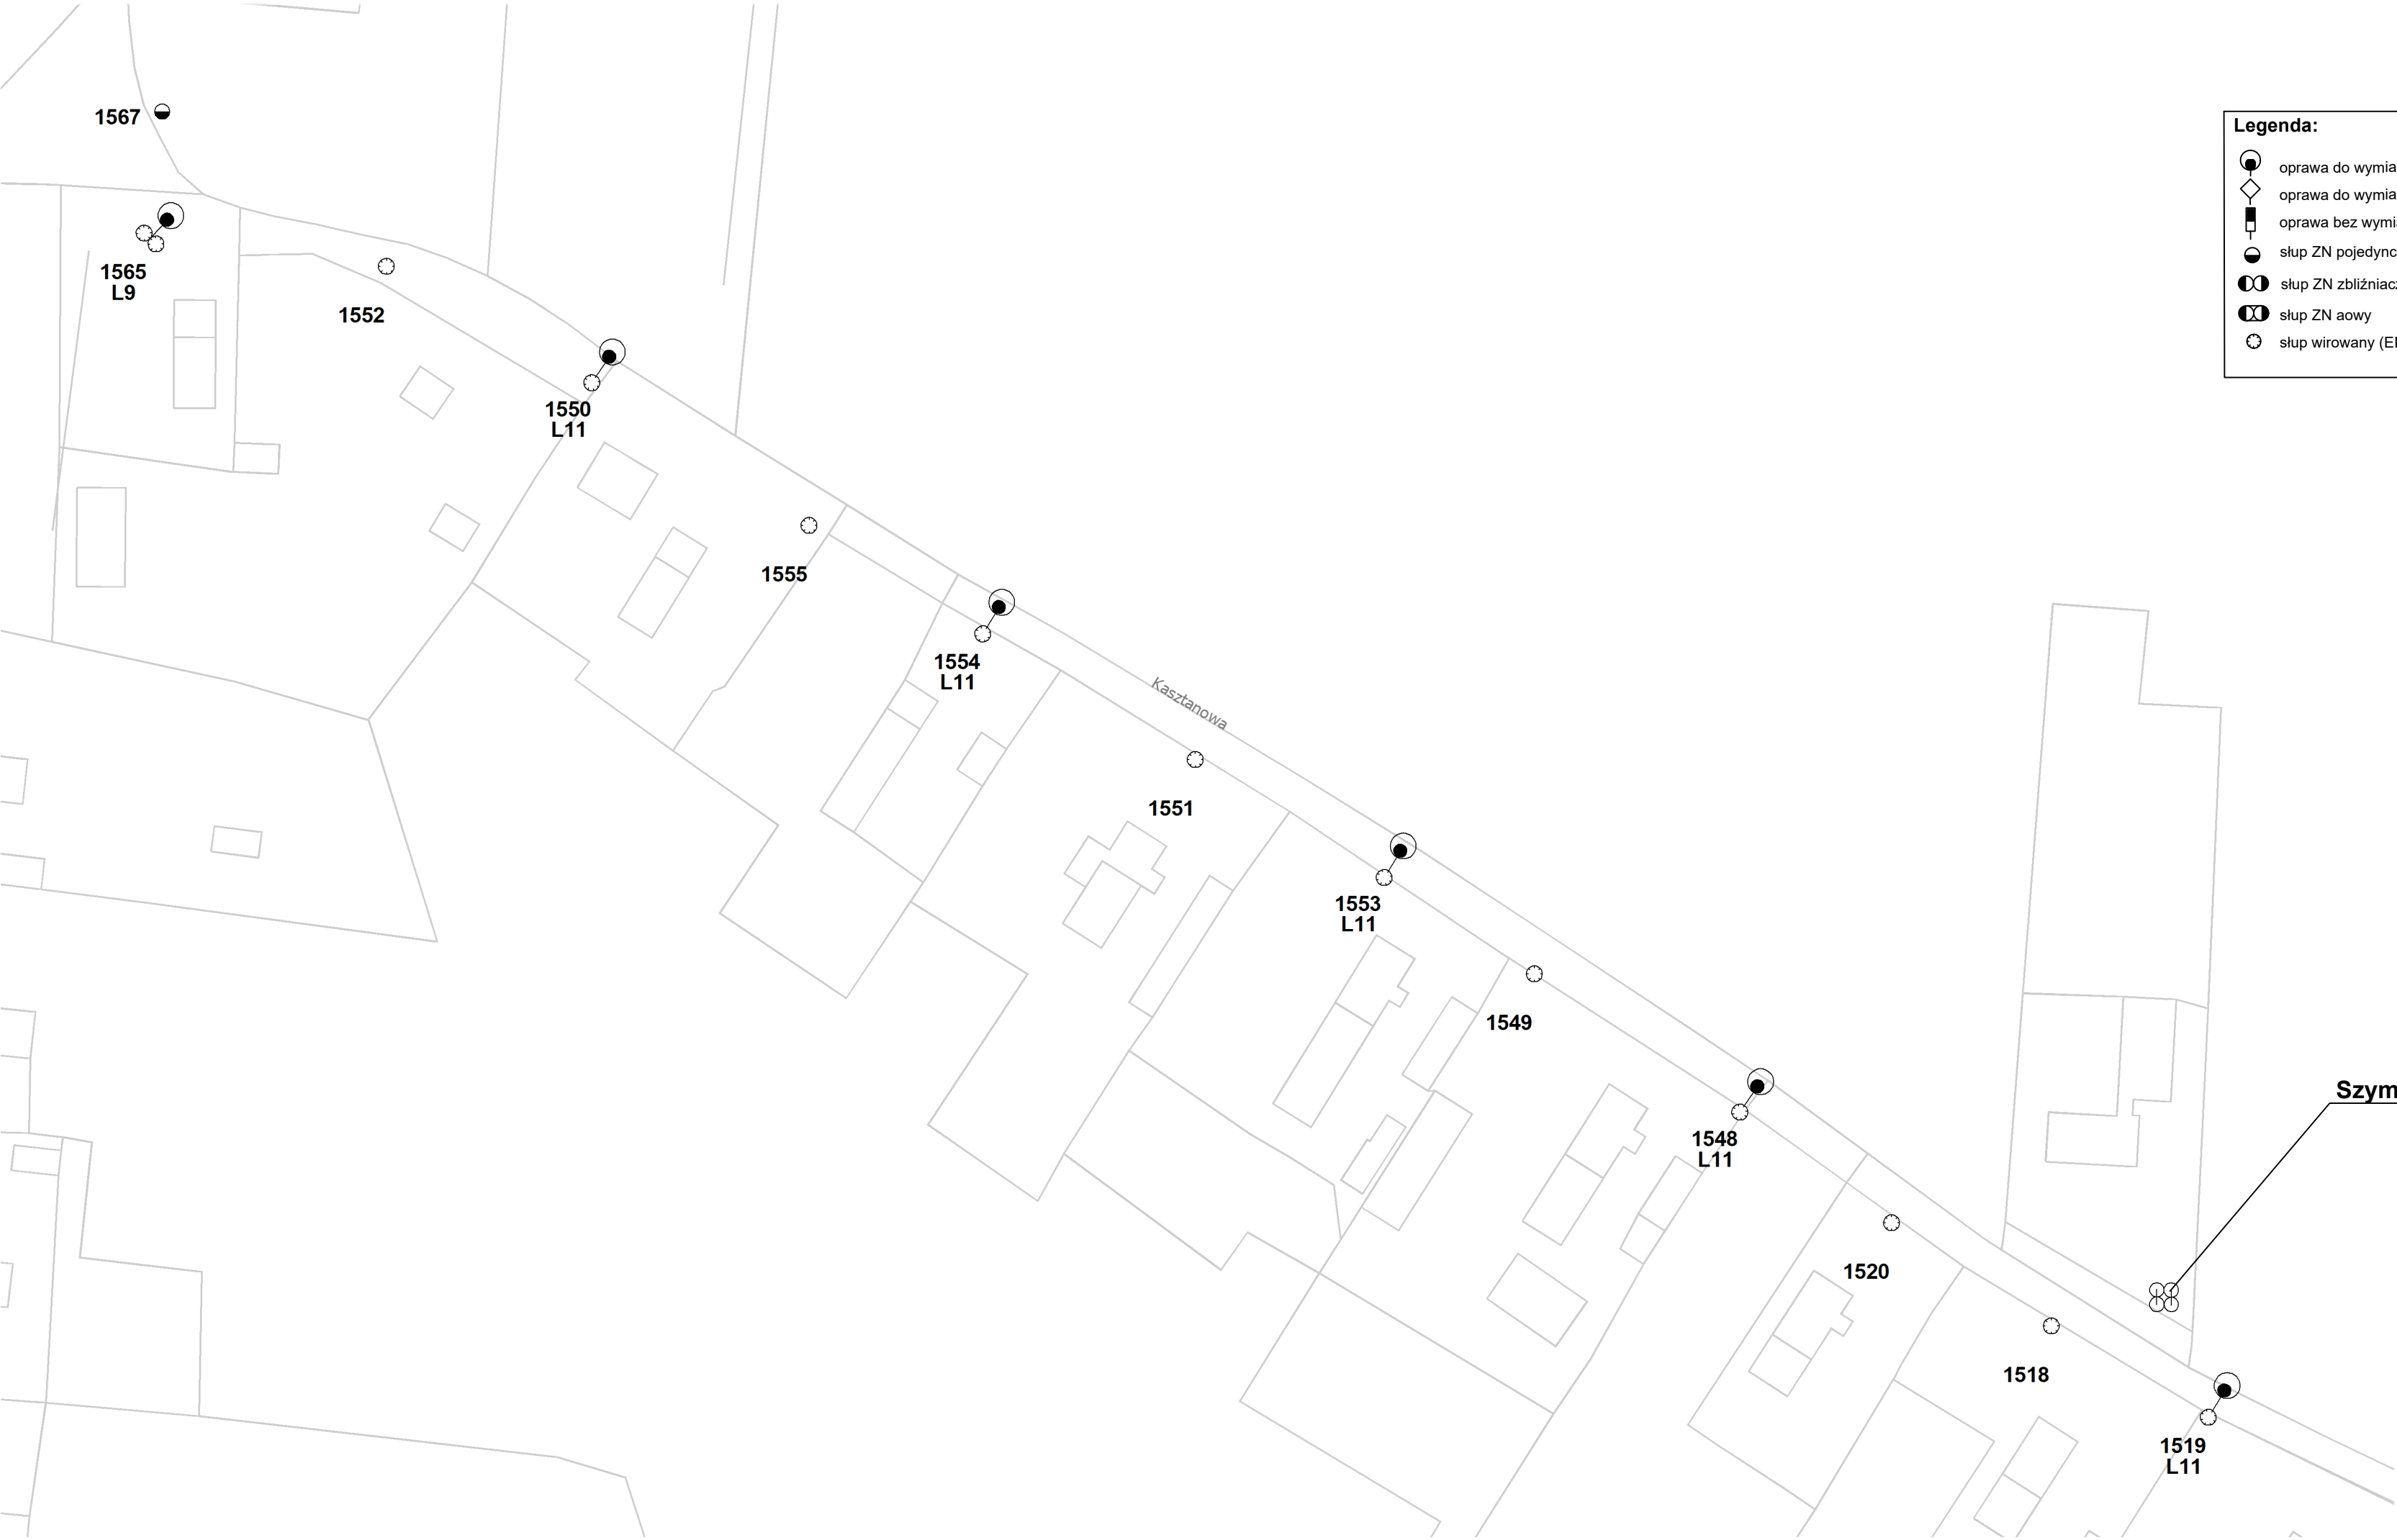 1567
Legenda:
oprawa do wymia
oprawa do wymia
oprawa bez wymi
słup ZN pojedync
słup ZN zbliźniac
słup ZN aowy
słup wirowany (E
1565
L9
1552
1550
L11
1555
1554
L11
Kasztanowa
1551
1553
L11
1549
Szym
1548
L11
1520
1518
1519
L11